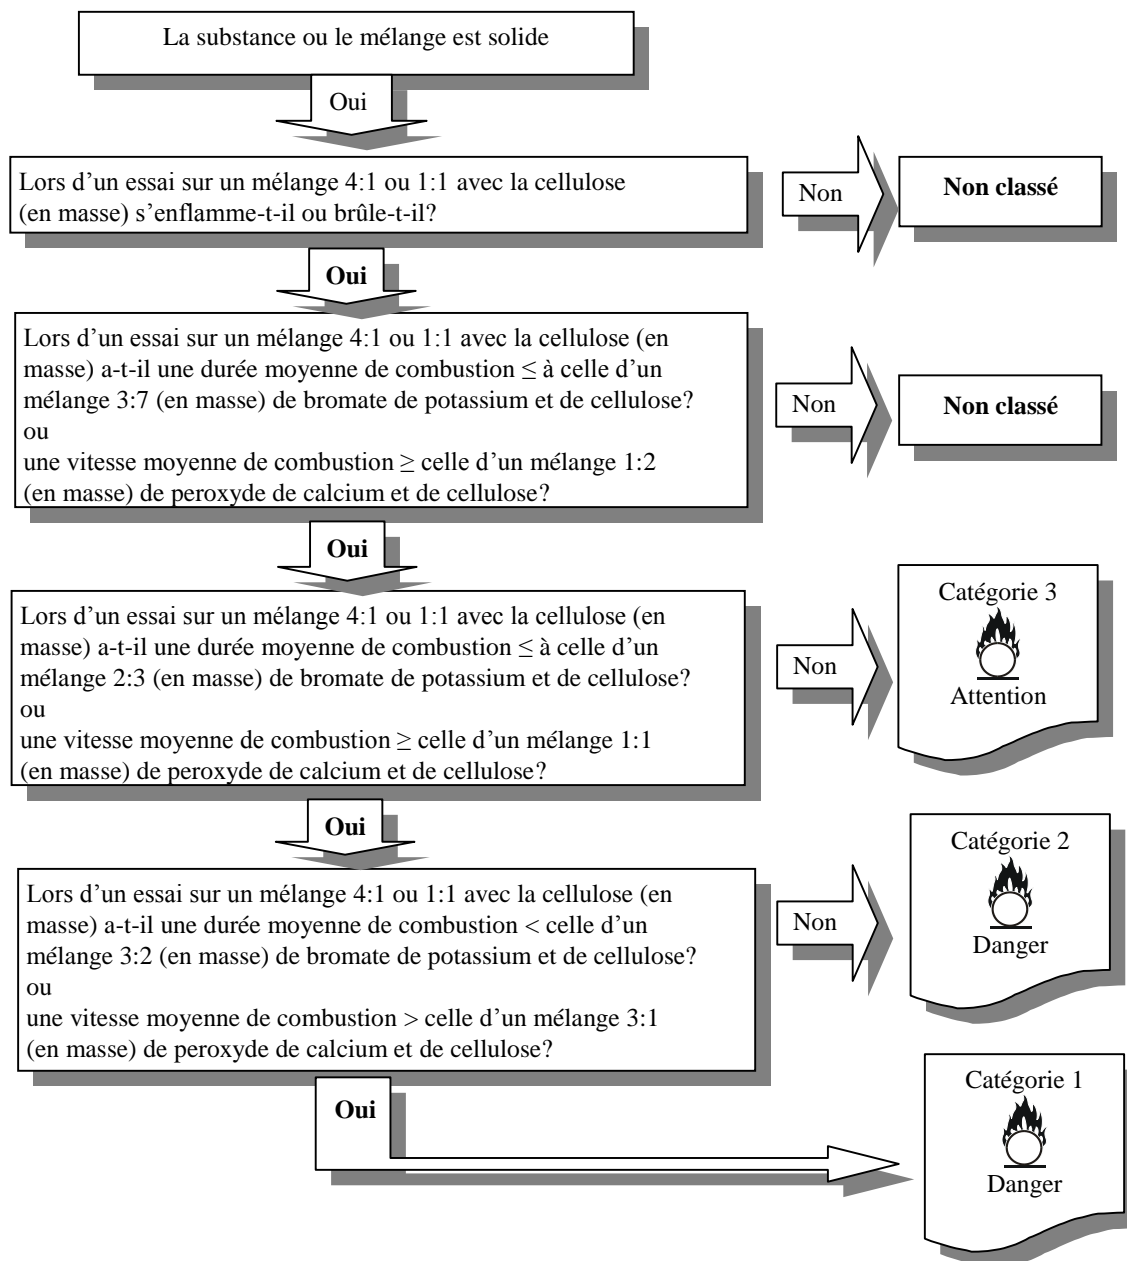 La substance ou le mélange est solide
Oui
Lors d'un essai sur un mélange 4:1 ou 1:1 avec la cellulose
(en masse) s'enflamme-t-il ou brûle-t-il?
Non
Non classé
Oui
Lors d'un essai sur un mélange 4:1 ou 1:1 avec la cellulose (en
masse) a-t-il une durée moyenne de combustion ≤ à celle d'un
mélange 3:7 (en masse) de bromate de potassium et de cellulose?
ou
une vitesse moyenne de combustion ≥ celle d'un mélange 1:2
(en masse) de peroxyde de calcium et de cellulose?
Non
Non classé
Oui
Lors d'un essai sur un mélange 4:1 ou 1:1 avec la cellulose (en
masse) a-t-il une durée moyenne de combustion ≤ à celle d'un
mélange 2:3 (en masse) de bromate de potassium et de cellulose?
ou
une vitesse moyenne de combustion ≥ celle d'un mélange 1:1
(en masse) de peroxyde de calcium et de cellulose?
Non
Catégorie 3
Attention
Oui
Lors d'un essai sur un mélange 4:1 ou 1:1 avec la cellulose (en
masse) a-t-il une durée moyenne de combustion < celle d'un
mélange 3:2 (en masse) de bromate de potassium et de cellulose?
ou
une vitesse moyenne de combustion > celle d'un mélange 3:1
(en masse) de peroxyde de calcium et de cellulose?
Non
Catégorie 2
Danger
Oui
Catégorie 1
Danger